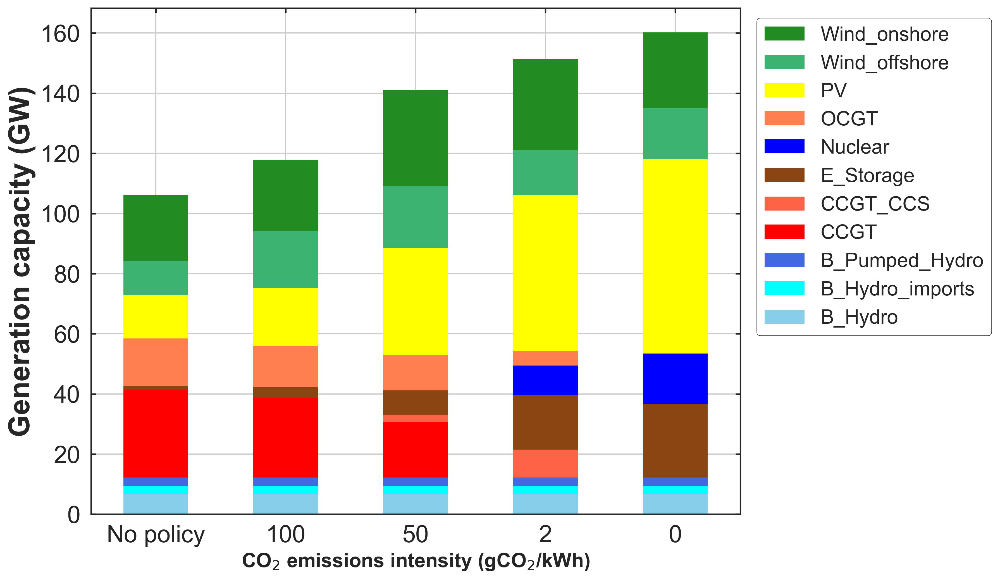 Generation capacity (GW)
160
140
120
100
80
60
40
20
0
No policy 100 50 2 0
CO₂ emissions intensity (gCO₂/kWh)
Wind_onshore
Wind_offshore
PV
OCGT
Nuclear
E_Storage
CCGT_CCS
CCGT
B_Pumped_Hydro
B_Hydro_imports
B_Hydro